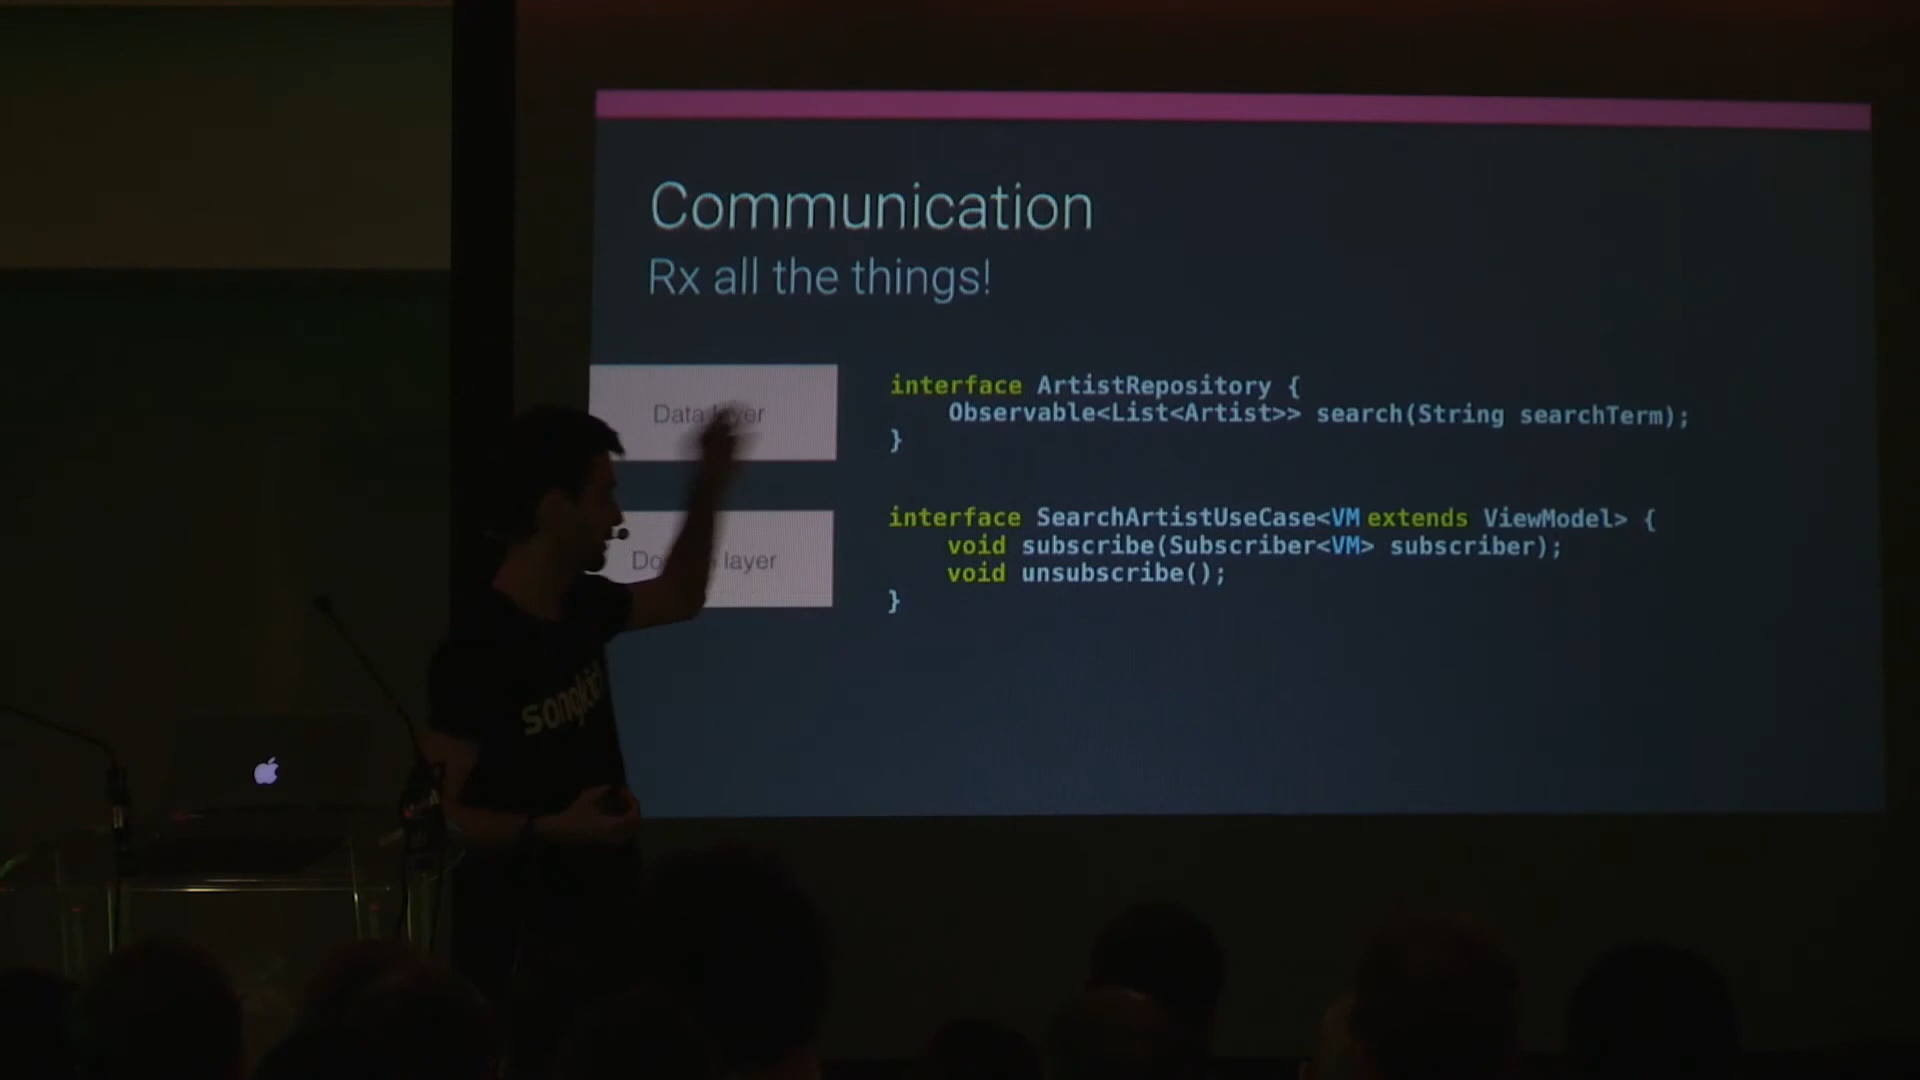 Communication
Rx all the things!
Data layer
interface ArtistRepository {
Observable<List<Artist>> search(String searchTerm);
}
layer
interface SearchArtistUseCase<VM extends ViewModel> {
void subscribe(Subscriber<VM> subscriber);
void unsubscribe();
}